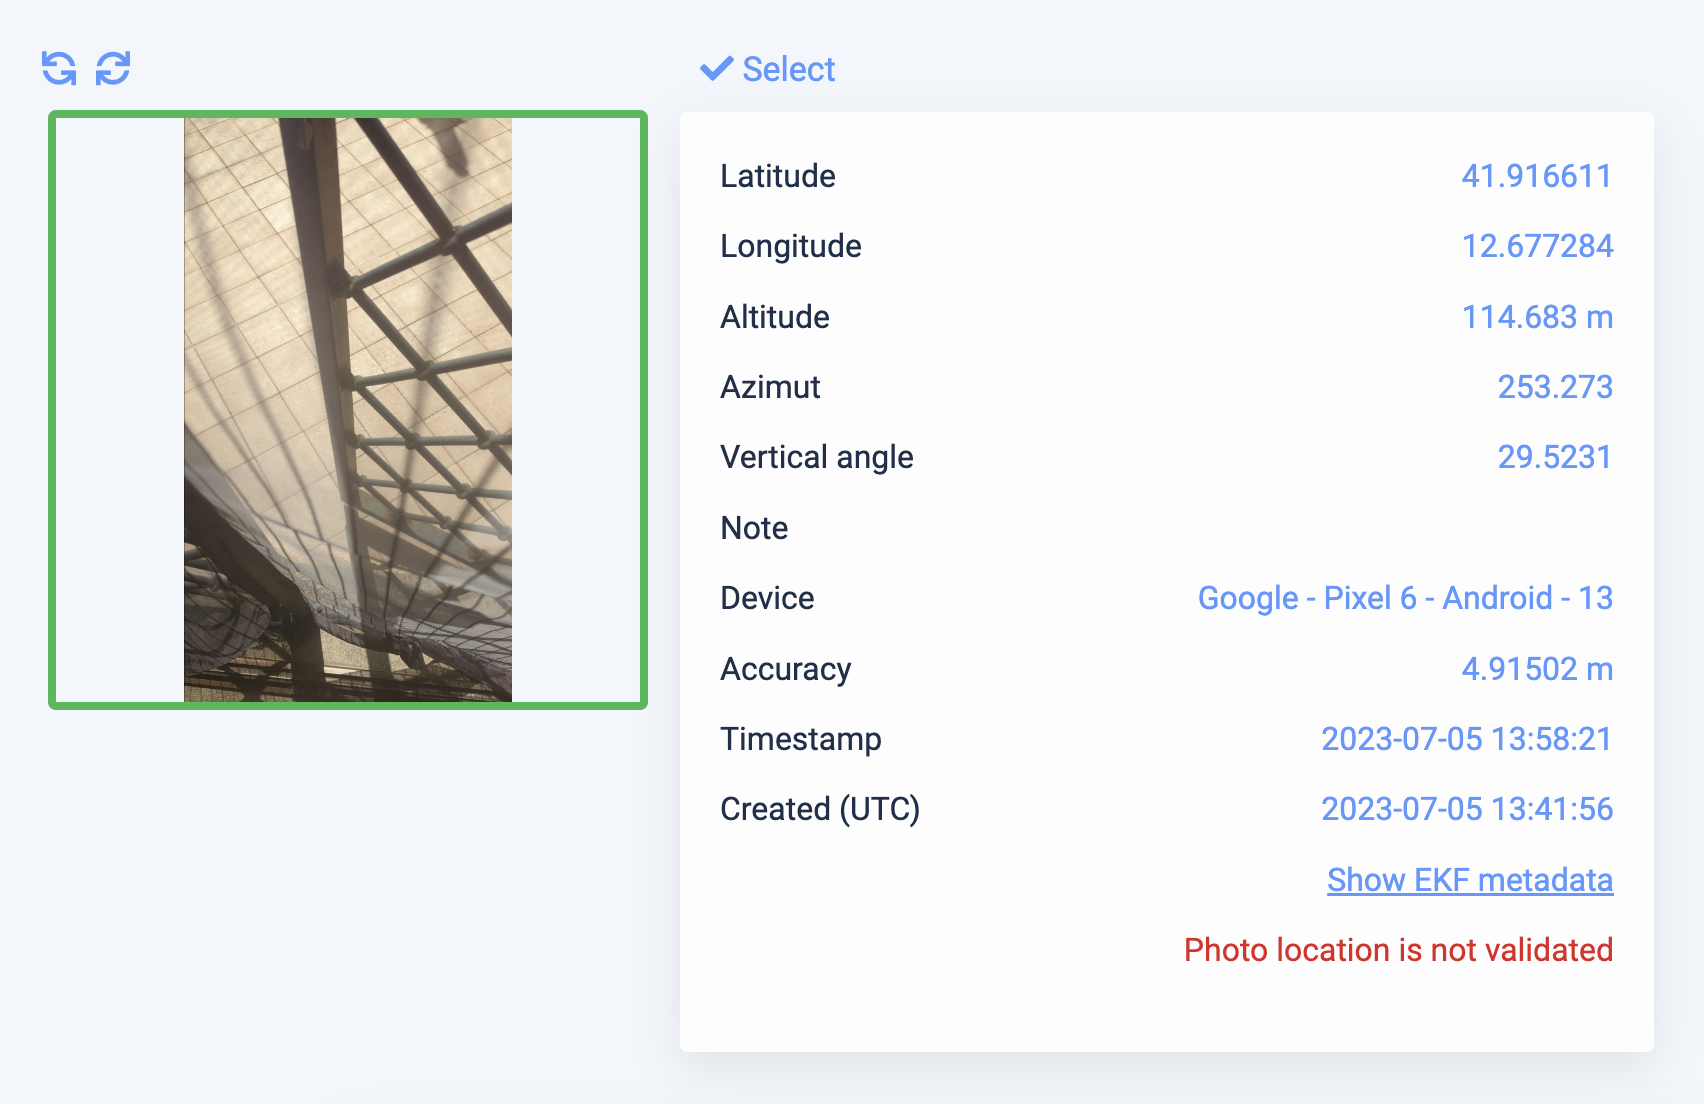 Select
Latitude 41.916611
Longitude 12.677284
Altitude 114.683 m
Azimut 253.273
Vertical angle 29.5231
Note
Device Google - Pixel 6 - Android - 13
Accuracy 4.91502 m
Timestamp 2023-07-05 13:58:21
Created (UTC) 2023-07-05 13:41:56
Show EKF metadata
Photo location is not validated